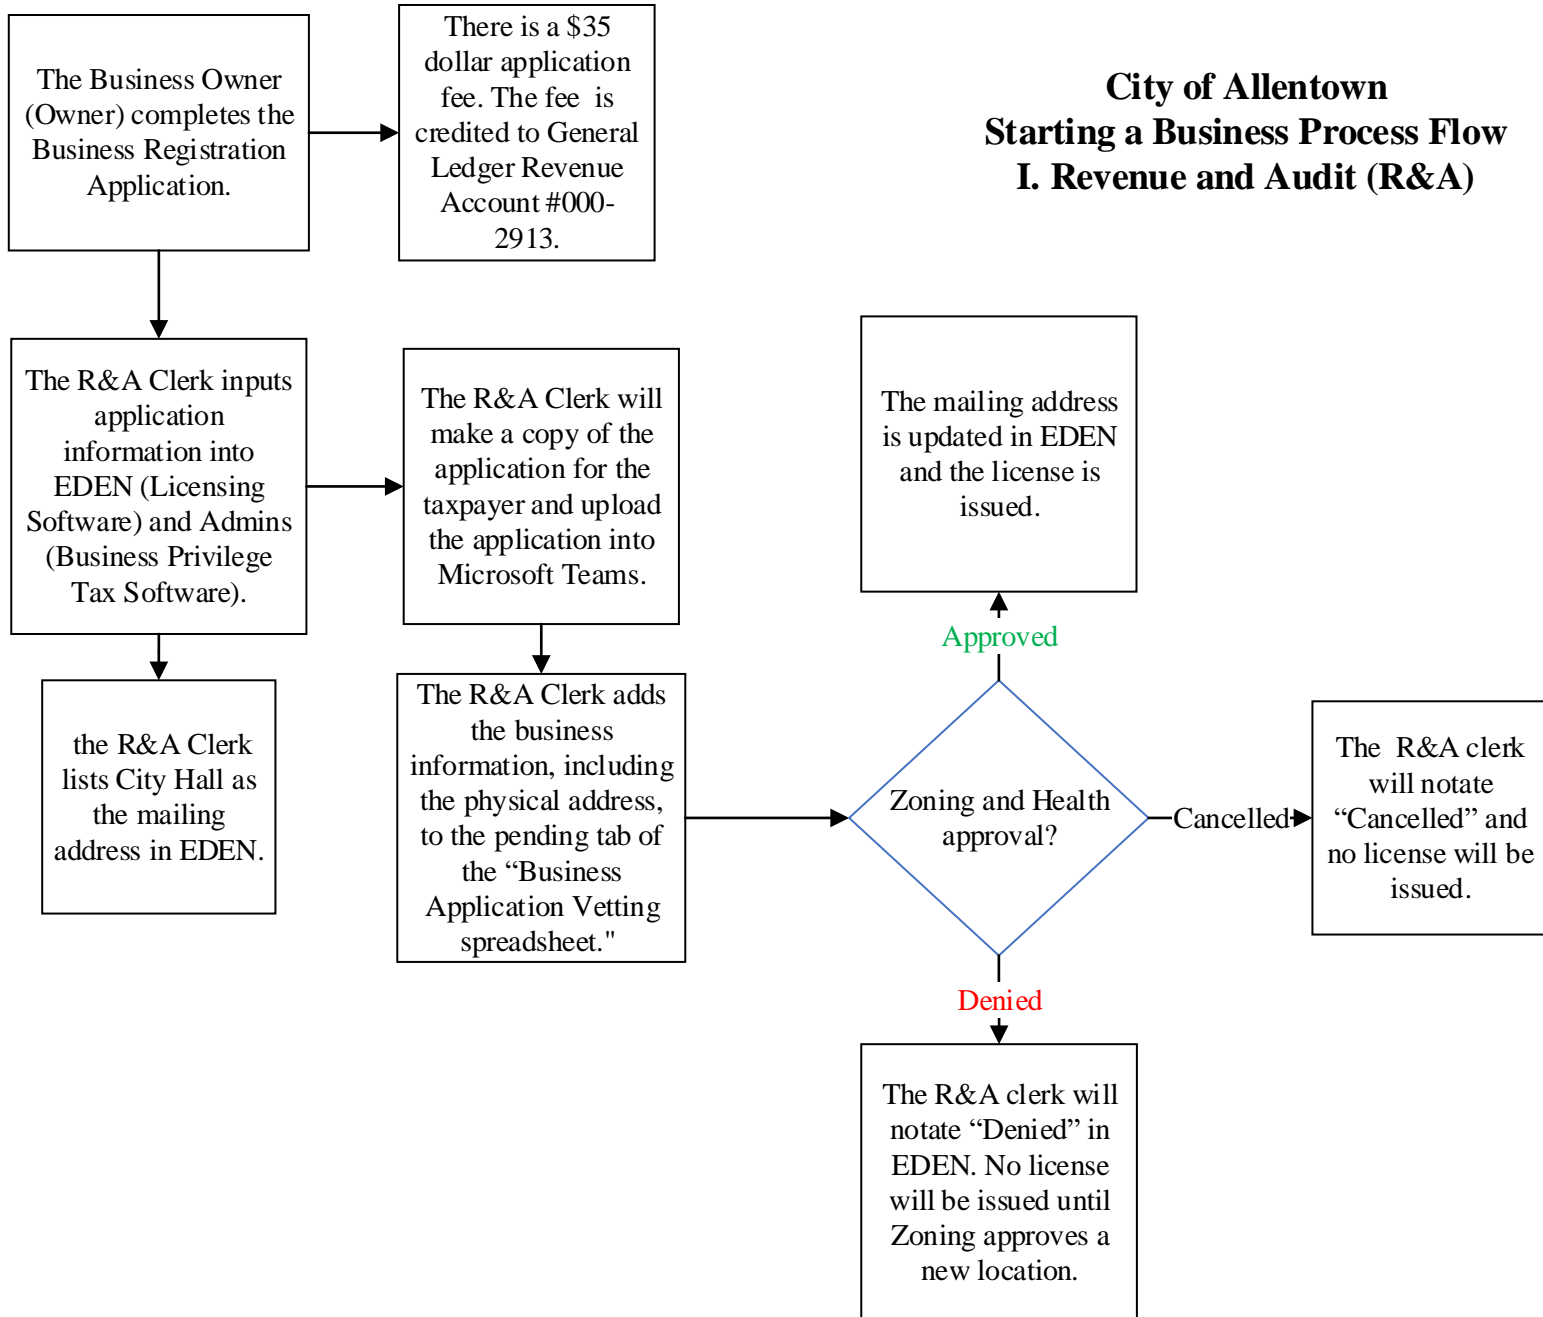 The Business Owner
(Owner) completes the
Business Registration
Application.
There is a $35
dollar application
fee. The fee  is
credited to General
Ledger Revenue
Account #000-
2913.
City of Allentown
Starting a Business Process Flow
I. Revenue and Audit (R&A)
The R&A Clerk inputs
application
information into
EDEN (Licensing
Software) and Admins
(Business Privilege
Tax Software).
The R&A Clerk will
make a copy of the
application for the
taxpayer and upload
the application into
Microsoft Teams.
The mailing address
is updated in EDEN
and the license is
issued.
Approved
the R&A Clerk
lists City Hall as
the mailing
address in EDEN.
The R&A Clerk adds
the business
information, including
the physical address,
to the pending tab of
the “Business
Application Vetting
spreadsheet."
Zoning and Health
approval?
Cancelled
The  R&A clerk
will notate
“Cancelled” and
no license will be
issued.
Denied
The R&A clerk will
notate “Denied” in
EDEN. No license
will be issued until
Zoning approves a
new location.